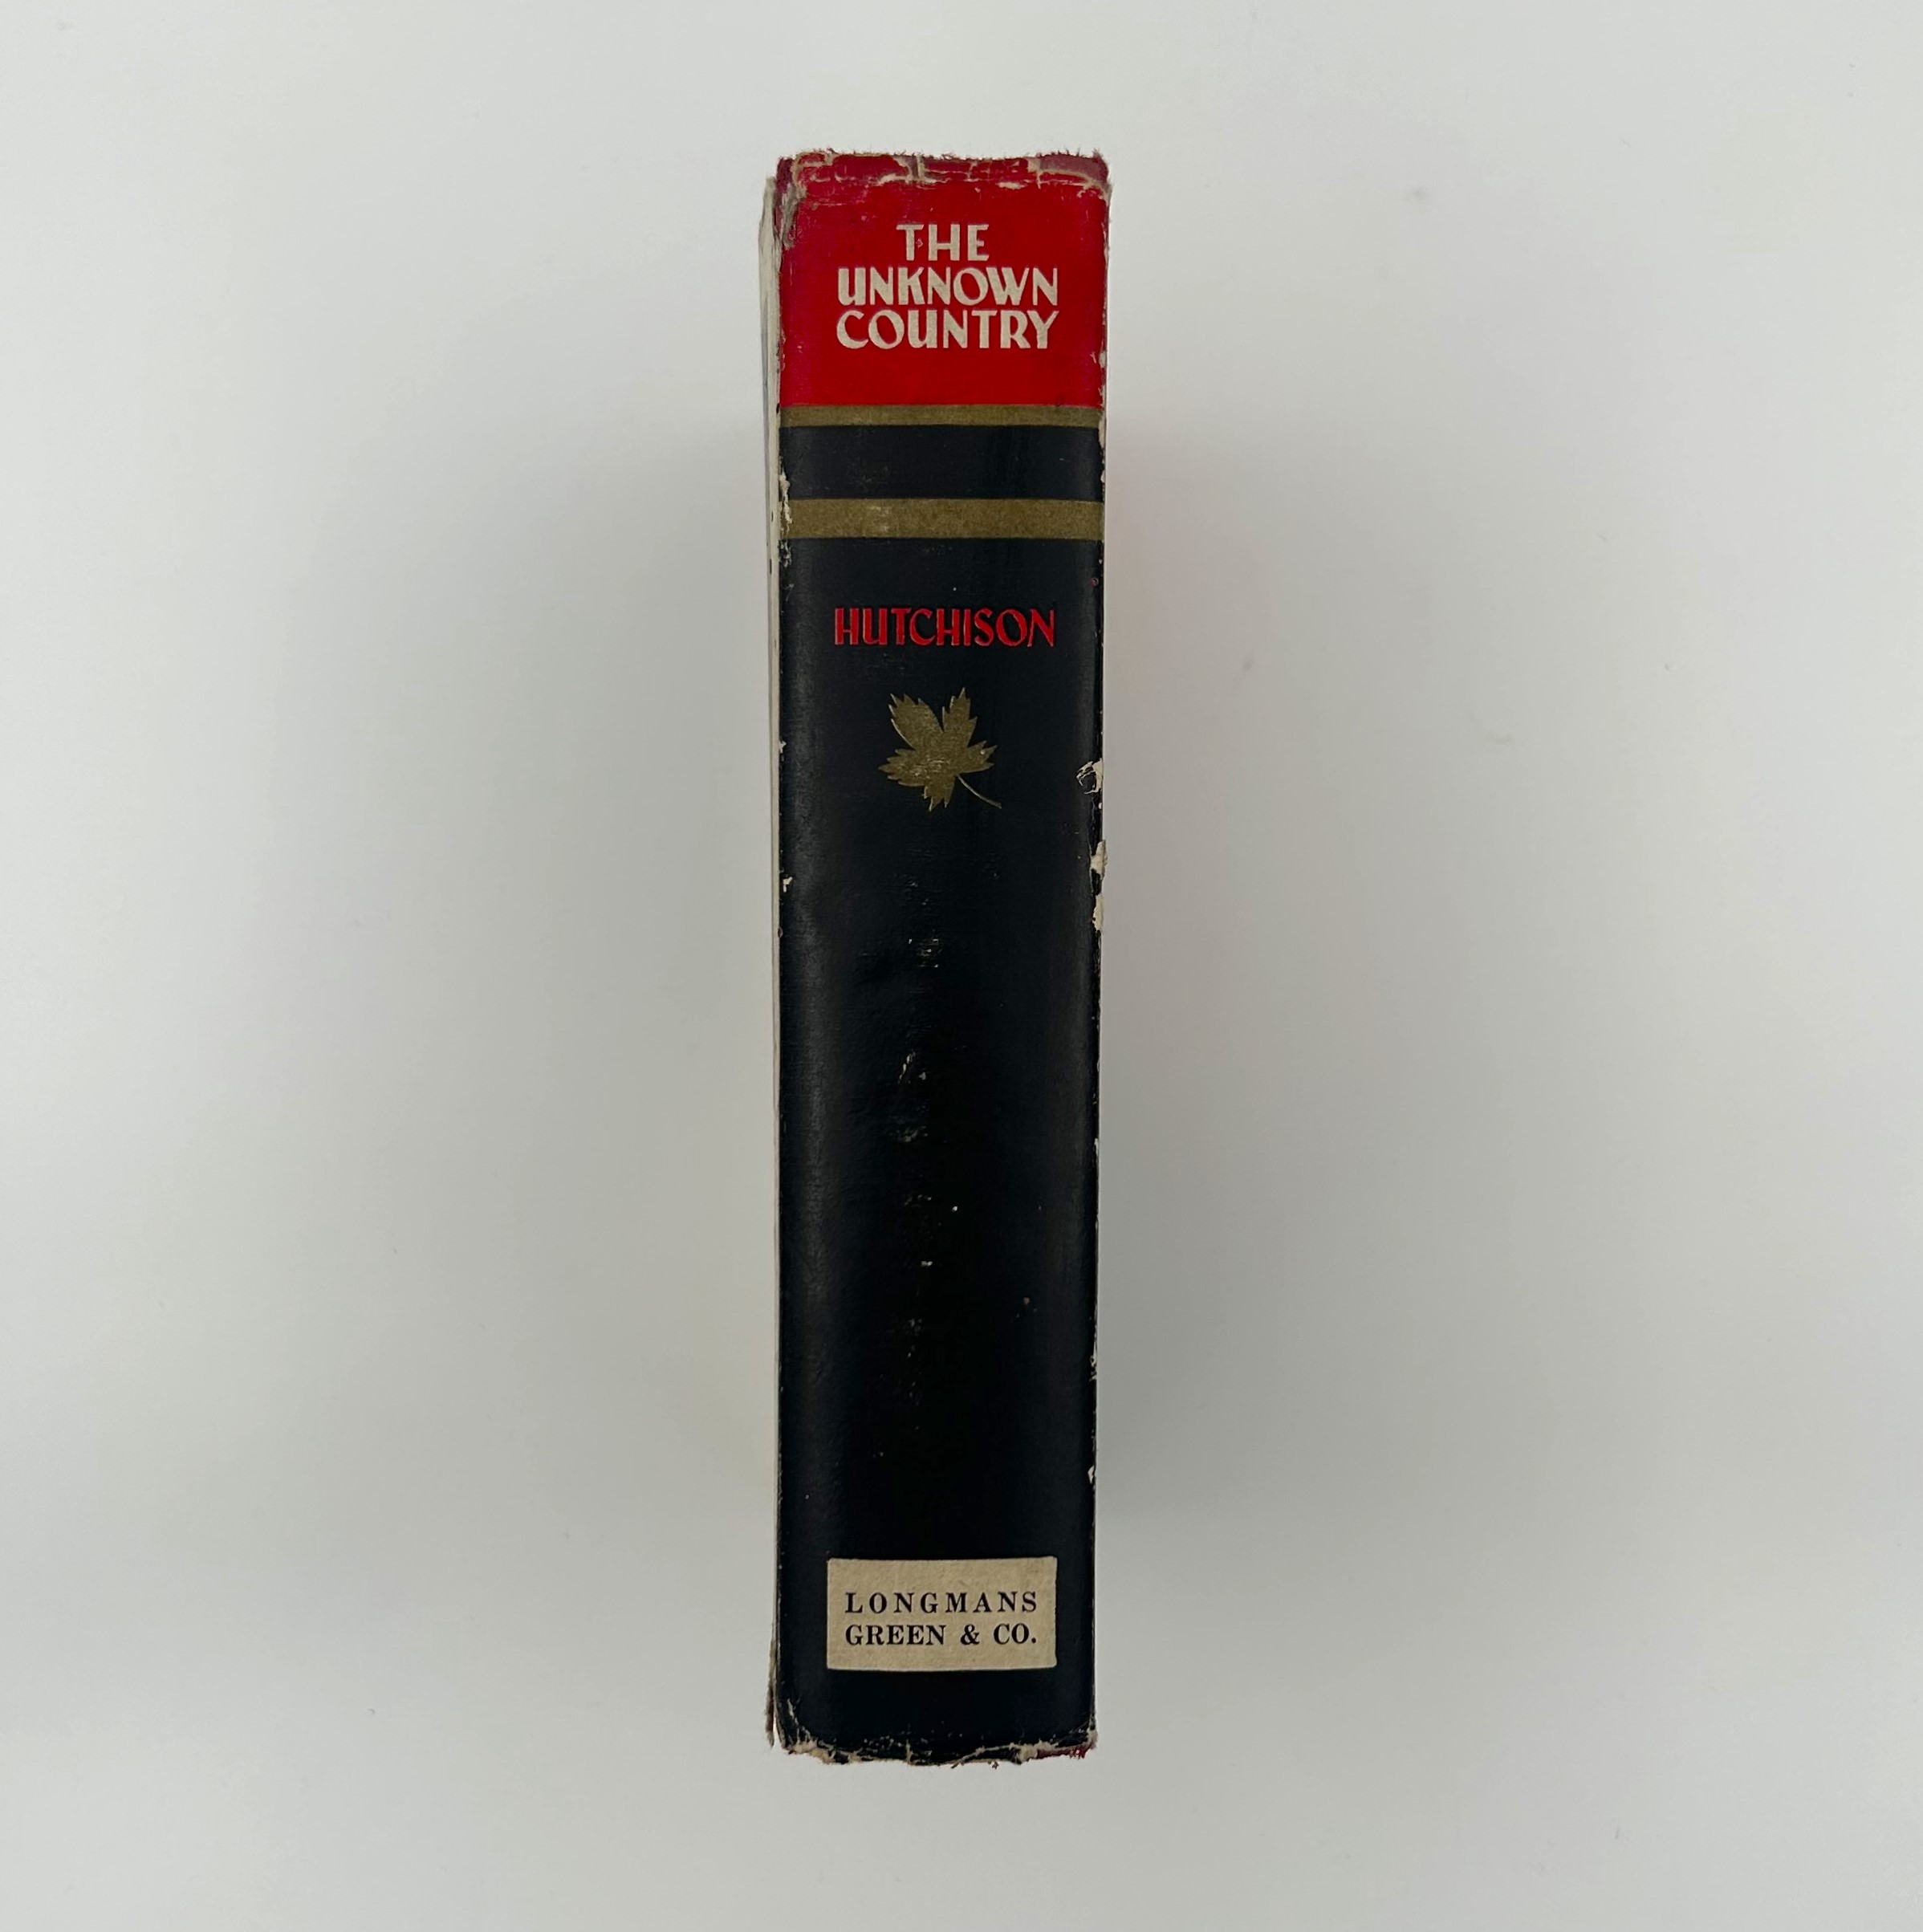 THE
UNKNOWN
COUNTRY
HUTCHISON
LONGMANS
GREEN & CO.